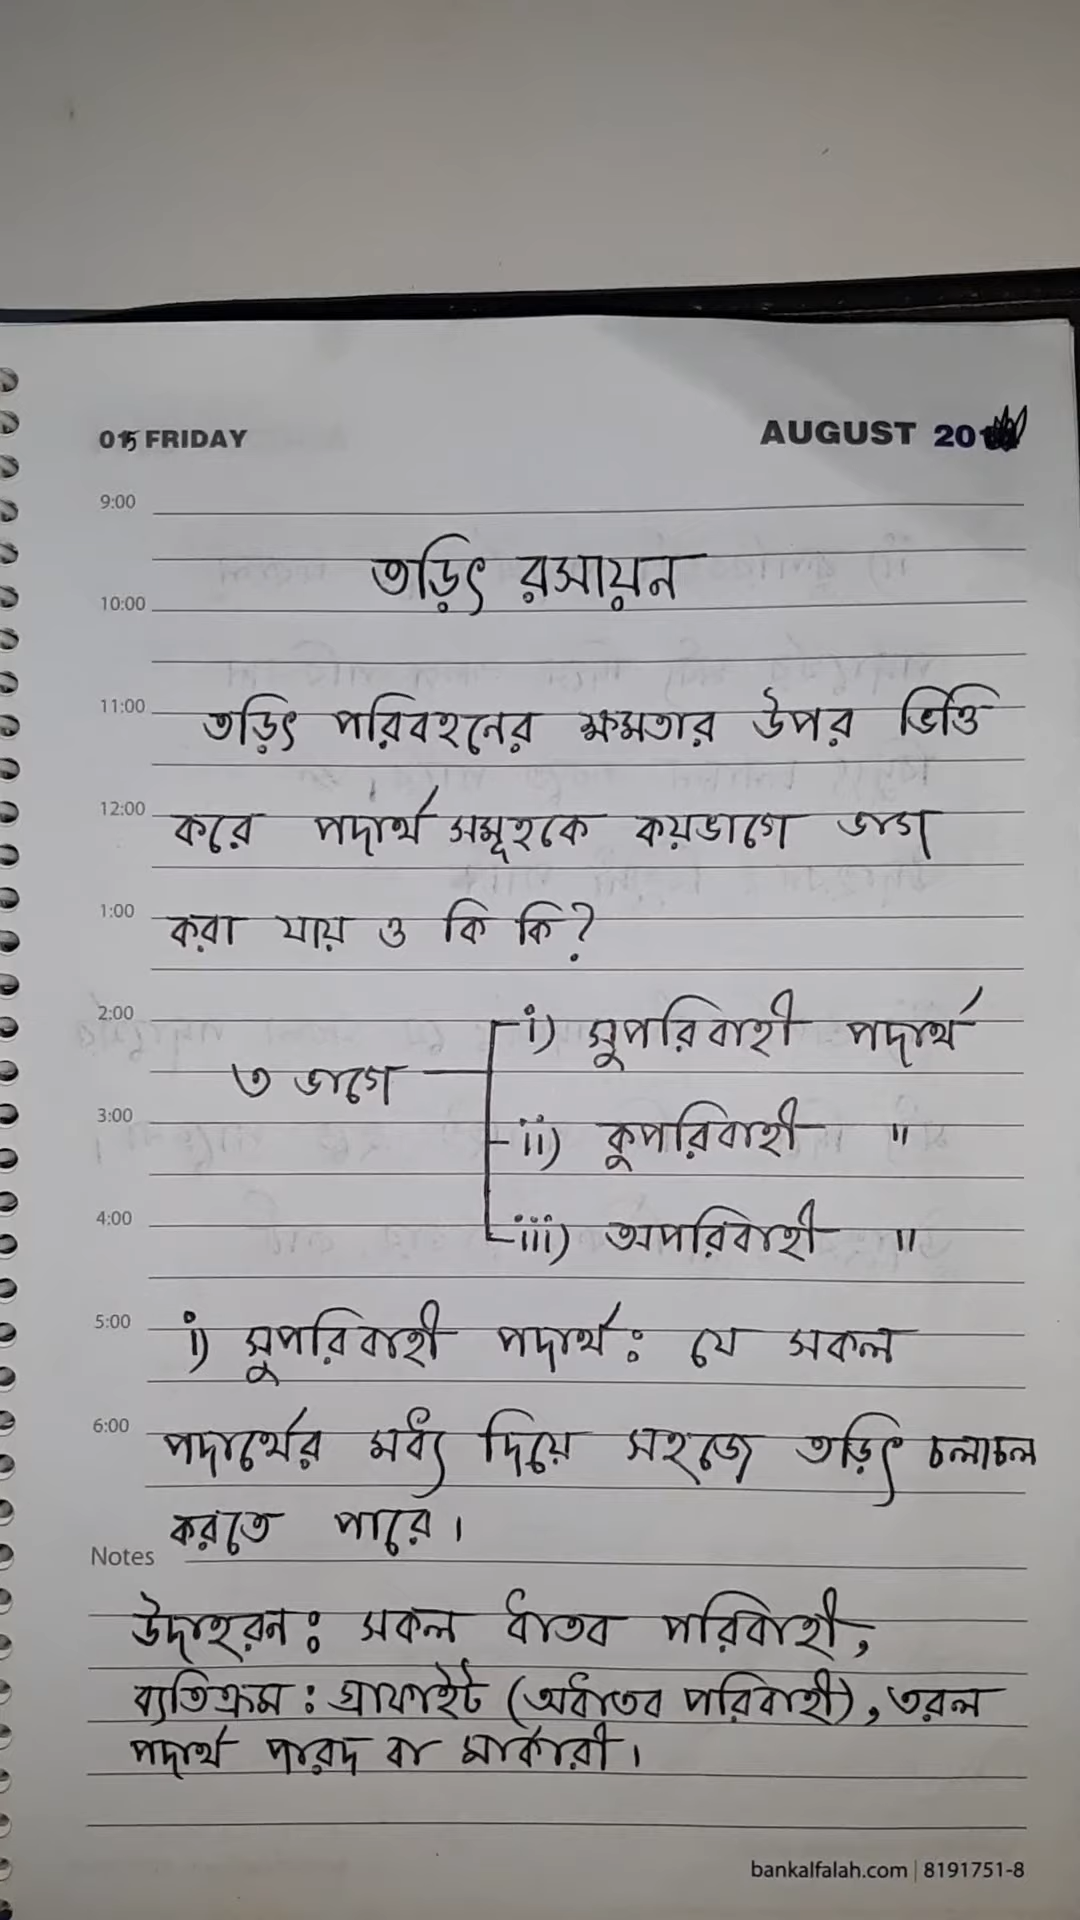 015 FRIDAY
AUGUST 20
9:00
তড়িৎ রসায়ন
10:00
11:00 তড়িৎ পরিবহনের ক্ষমতার উপর ভিত্তি
12:00 করে পদার্থ সমূহকে কয়ভাগে ভাগ
1:00 করা যায় ও কি কি?
2:00 i) সুপরিবাহী পদার্থ
৩ ভাগে
3:00 ii) কুপরিবাহী "
4:00 iii) অপরিবাহী "
5:00 i) সুপরিবাহী পদার্থ: যে সকল
6:00 পদার্থের মধ্য দিয়ে সহজে তড়িৎ চলাচল
করতে পারে।
Notes
উদাহরন: সকল ধাতব পরিবাহী,
ব্যতিক্রম: গ্রাফাইট (অধাতব পরিবাহী), তরল
পদার্থ পারদ বা মার্কারী।
bankalfalah.com | 8191751-8